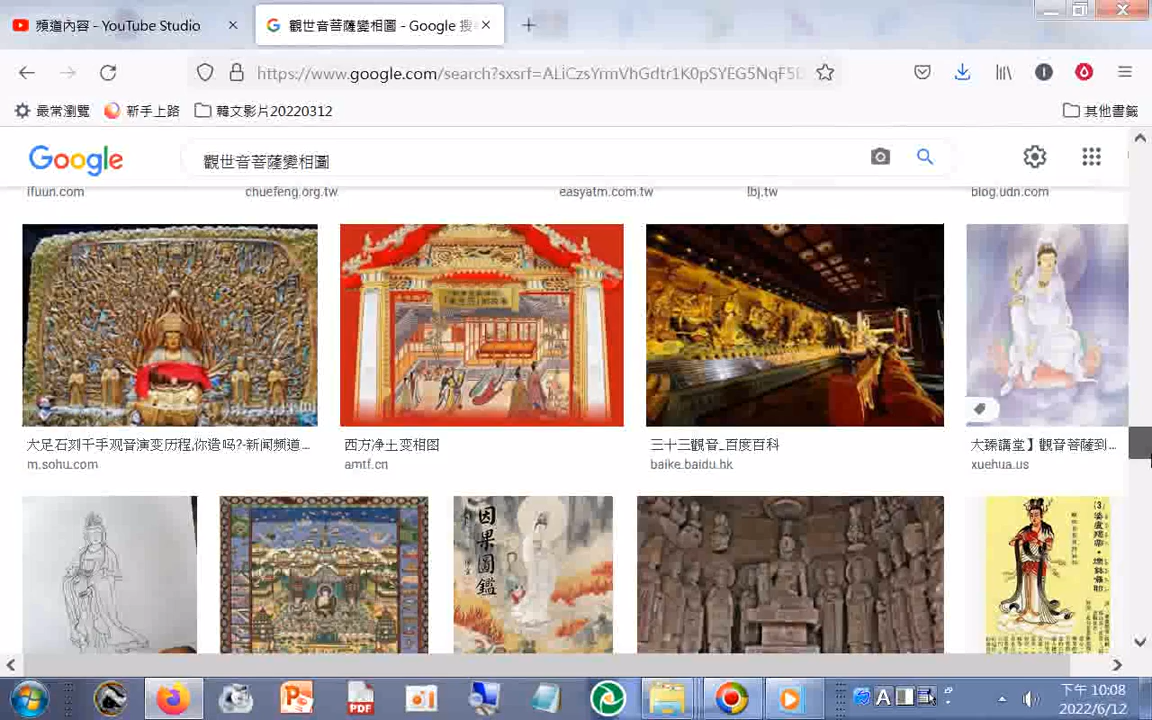 頻道內容 - YouTube Studio
觀世音菩薩變相圖 - Google 搜
https://www.google.com/search?sxsrf=ALiCzsYrmVhGdtr1K0pSYEG5NqF5
最常瀏覽
新手上路
韓文影片20220312
其他書籤
Google
觀世音菩薩變相圖
ifuun.com
chuefeng.org.tw
easyatm.com.tw
lbj.tw
blog.udn.com
大足石刻千手观音演变历程,你造吗?-新闻频道...
m.sohu.com
西方净土变相图
amtf.cn
三十三觀音_百度百科
baike.baidu.hk
大臻講堂】觀音菩薩到...
xuehua.us
因果圖鑑
(3)
PDF
A
下午 10:08
2022/6/12